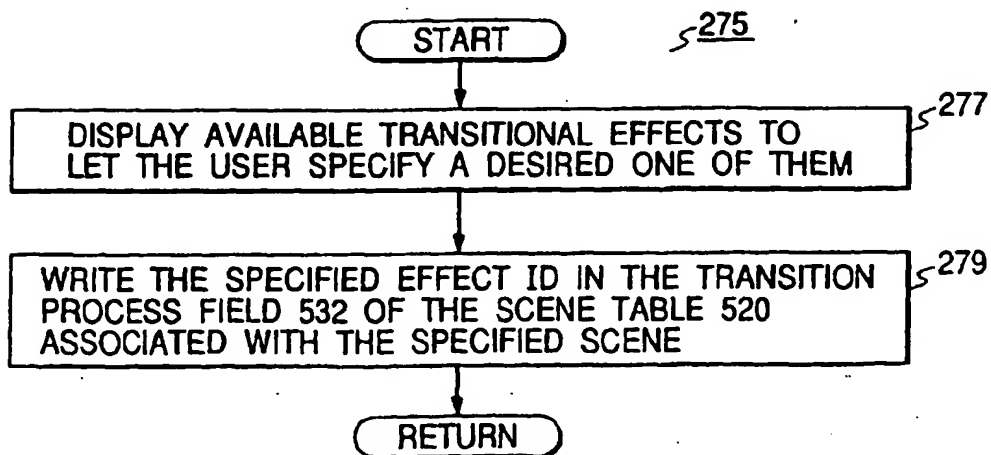 START
275
277
DISPLAY AVAILABLE TRANSITIONAL EFFECTS TO
LET THE USER SPECIFY A DESIRED ONE OF THEM
279
WRITE THE SPECIFIED EFFECT ID IN THE TRANSITION
PROCESS FIELD 532 OF THE SCENE TABLE 520
ASSOCIATED WITH THE SPECIFIED SCENE
RETURN